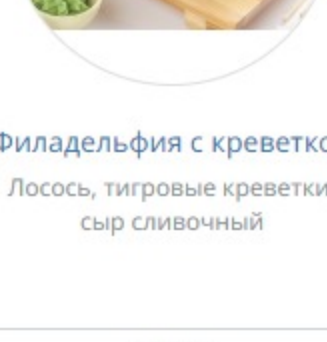 Филадельфия с креветко
Лосось, тигровые креветки
сыр сливочный